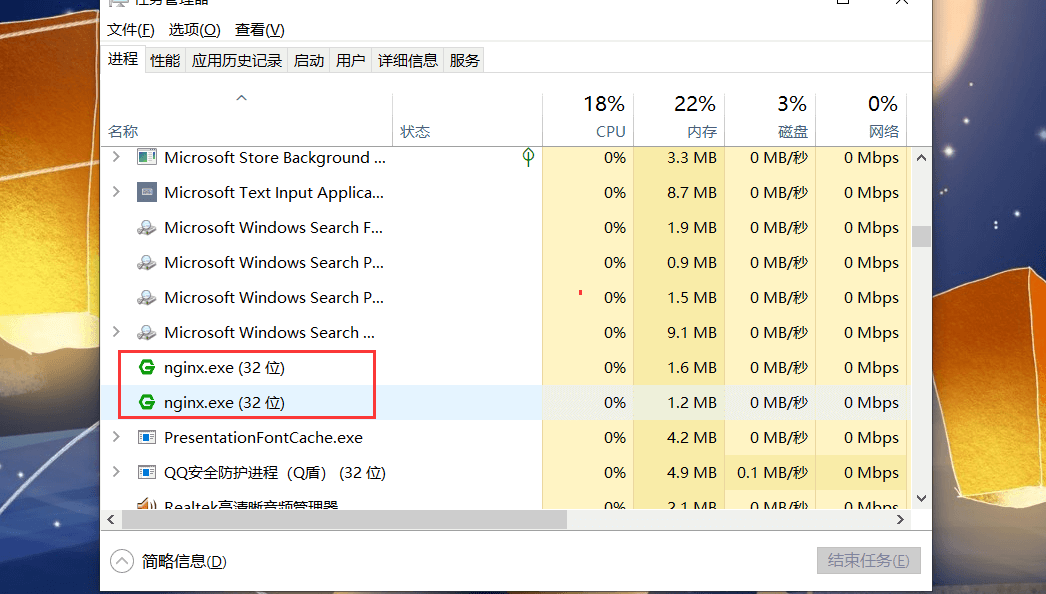 任务管理器
文件(F) 选项(O) 查看(V)
进程 性能 应用历史记录 启动 用户 详细信息 服务
18% 22% 3% 0%
名称 状态 CPU 内存 磁盘 网络
Microsoft Store Background ... 0% 3.3 MB 0 MB/秒 0 Mbps
Microsoft Text Input Applica... 0% 8.7 MB 0 MB/秒 0 Mbps
Microsoft Windows Search F... 0% 1.9 MB 0 MB/秒 0 Mbps
Microsoft Windows Search P... 0% 0.9 MB 0 MB/秒 0 Mbps
Microsoft Windows Search P... 0% 1.5 MB 0 MB/秒 0 Mbps
Microsoft Windows Search ... 0% 9.1 MB 0 MB/秒 0 Mbps
nginx.exe (32 位) 0% 1.6 MB 0 MB/秒 0 Mbps
nginx.exe (32 位) 0% 1.2 MB 0 MB/秒 0 Mbps
PresentationFontCache.exe 0% 4.2 MB 0 MB/秒 0 Mbps
QQ安全防护进程（Q盾） (32 位) 0% 4.9 MB 0.1 MB/秒 0 Mbps
Realtek高清晰音频管理器 0% 2.1 MB 0 MB/秒 0 Mbps
简略信息(D) 结束任务(E)